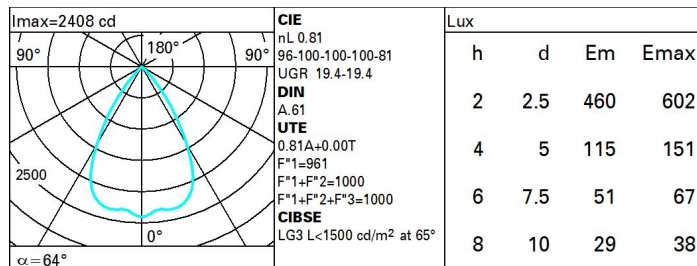 Imax=2408 cd
90°
180°
90°
2500
0°
α=64°
CIE
nL 0.81
96-100-100-100-81
UGR 19.4-19.4
DIN
A.61
UTE
0.81A+0.00T
F"1=961
F"1+F"2=1000
F"1+F"2+F"3=1000
CIBSE
LG3 L<1500 cd/m² at 65°
Lux
h d Em Emax
2 2.5 460 602
4 5 115 151
6 7.5 51 67
8 10 29 38